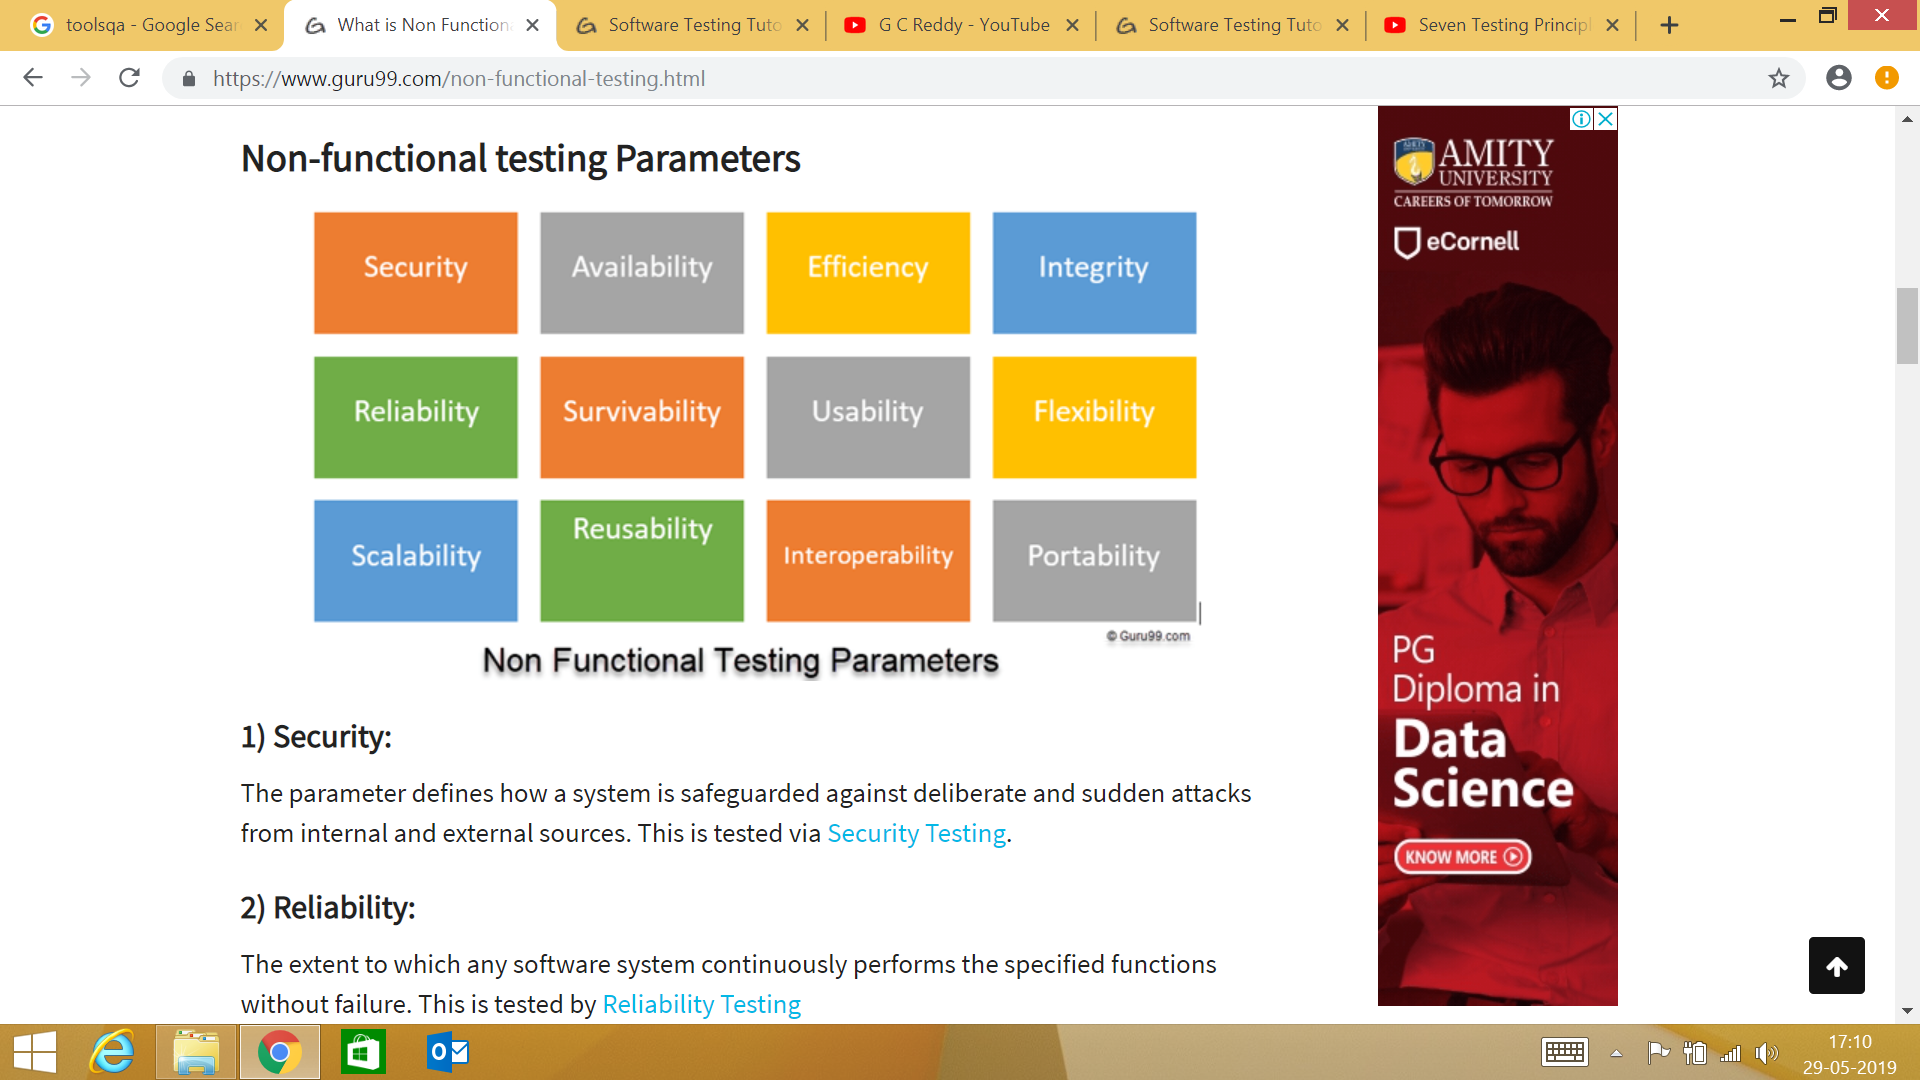 toolsqa - Google Sear
What is Non Function
Software Testing Tuto
G C Reddy - YouTube
Software Testing Tuto
Seven Testing Princip
https://www.guru99.com/non-functional-testing.html
Non-functional testing Parameters
Security
Availability
Efficiency
Integrity
Reliability
Survivability
Usability
Flexibility
Scalability
Reusability
Interoperability
Portability
© Guru99.com
Non Functional Testing Parameters
1) Security:
The parameter defines how a system is safeguarded against deliberate and sudden attacks
from internal and external sources. This is tested via Security Testing.
2) Reliability:
The extent to which any software system continuously performs the specified functions
without failure. This is tested by Reliability Testing
AMITY
UNIVERSITY
CAREERS OF TOMORROW
eCornell
PG
Diploma in
Data
Science
KNOW MORE
17:10
29-05-2019